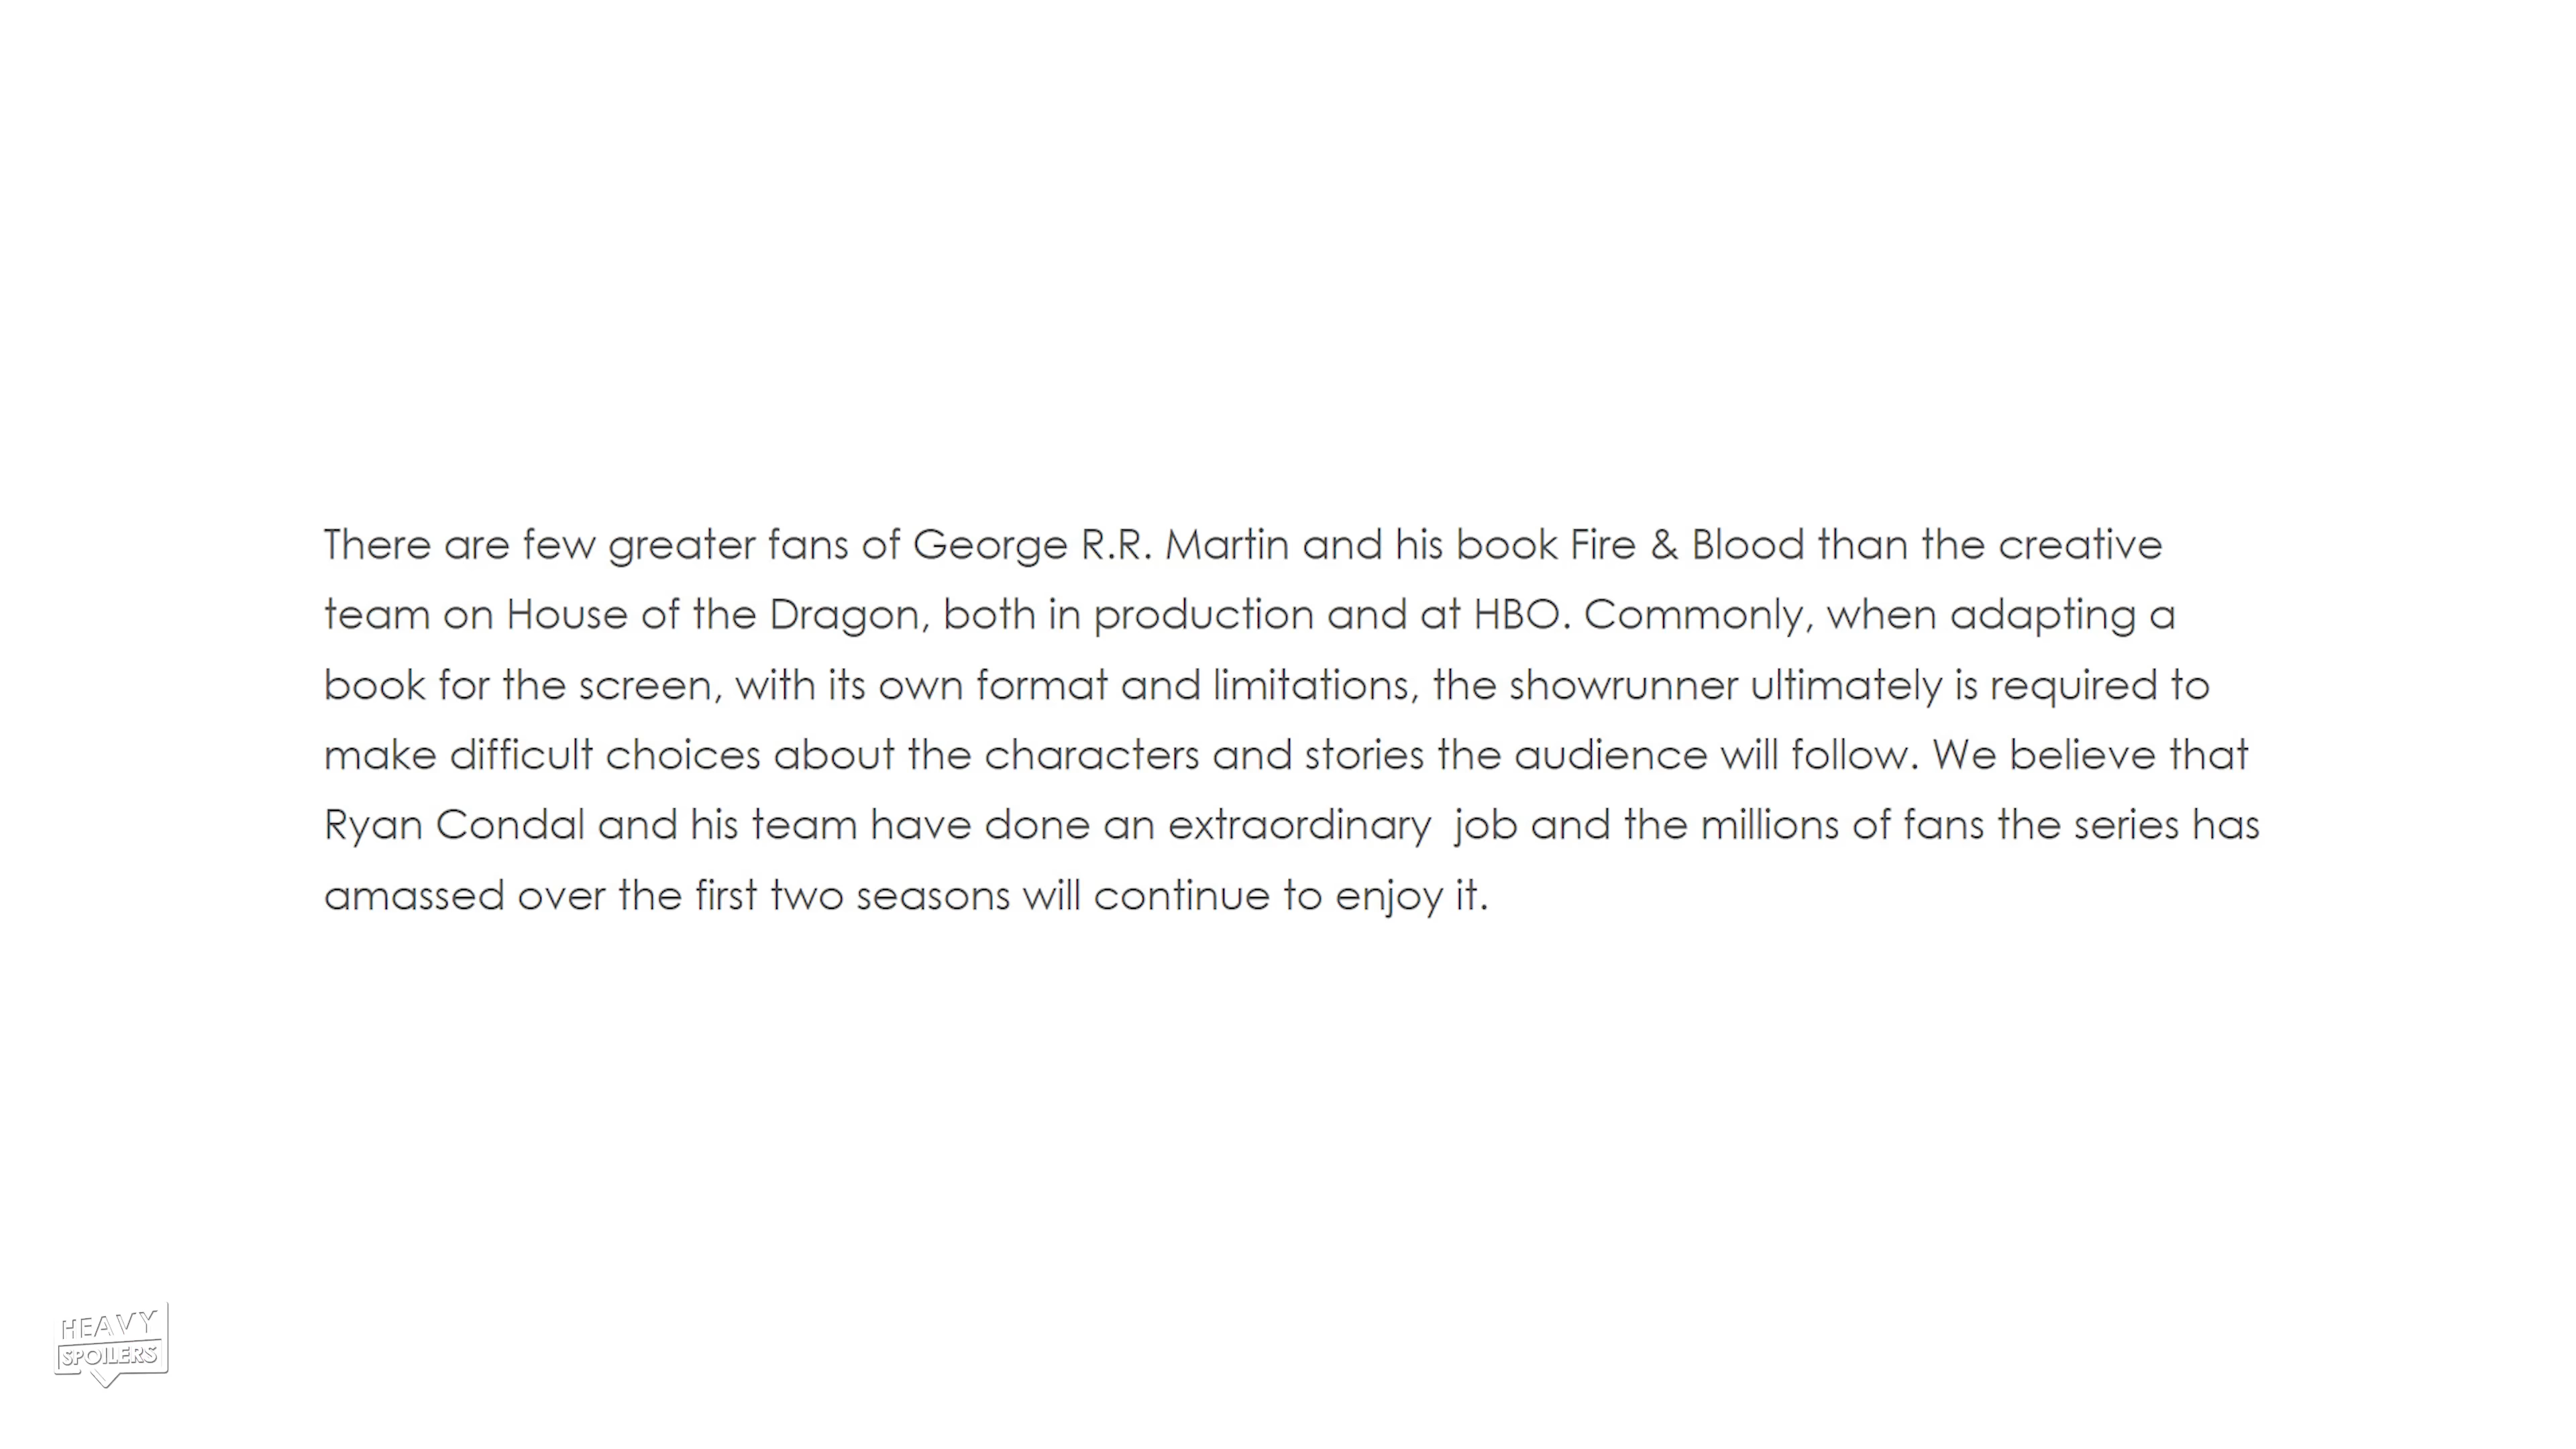 There are few greater fans of George R.R. Martin and his book Fire & Blood than the creative
team on House of the Dragon, both in production and at HBO. Commonly, when adapting a
book for the screen, with its own format and limitations, the showrunner ultimately is required to
make difficult choices about the characters and stories the audience will follow. We believe that
Ryan Condal and his team have done an extraordinary  job and the millions of fans the series has
amassed over the first two seasons will continue to enjoy it.
HEAVY
SPOILERS